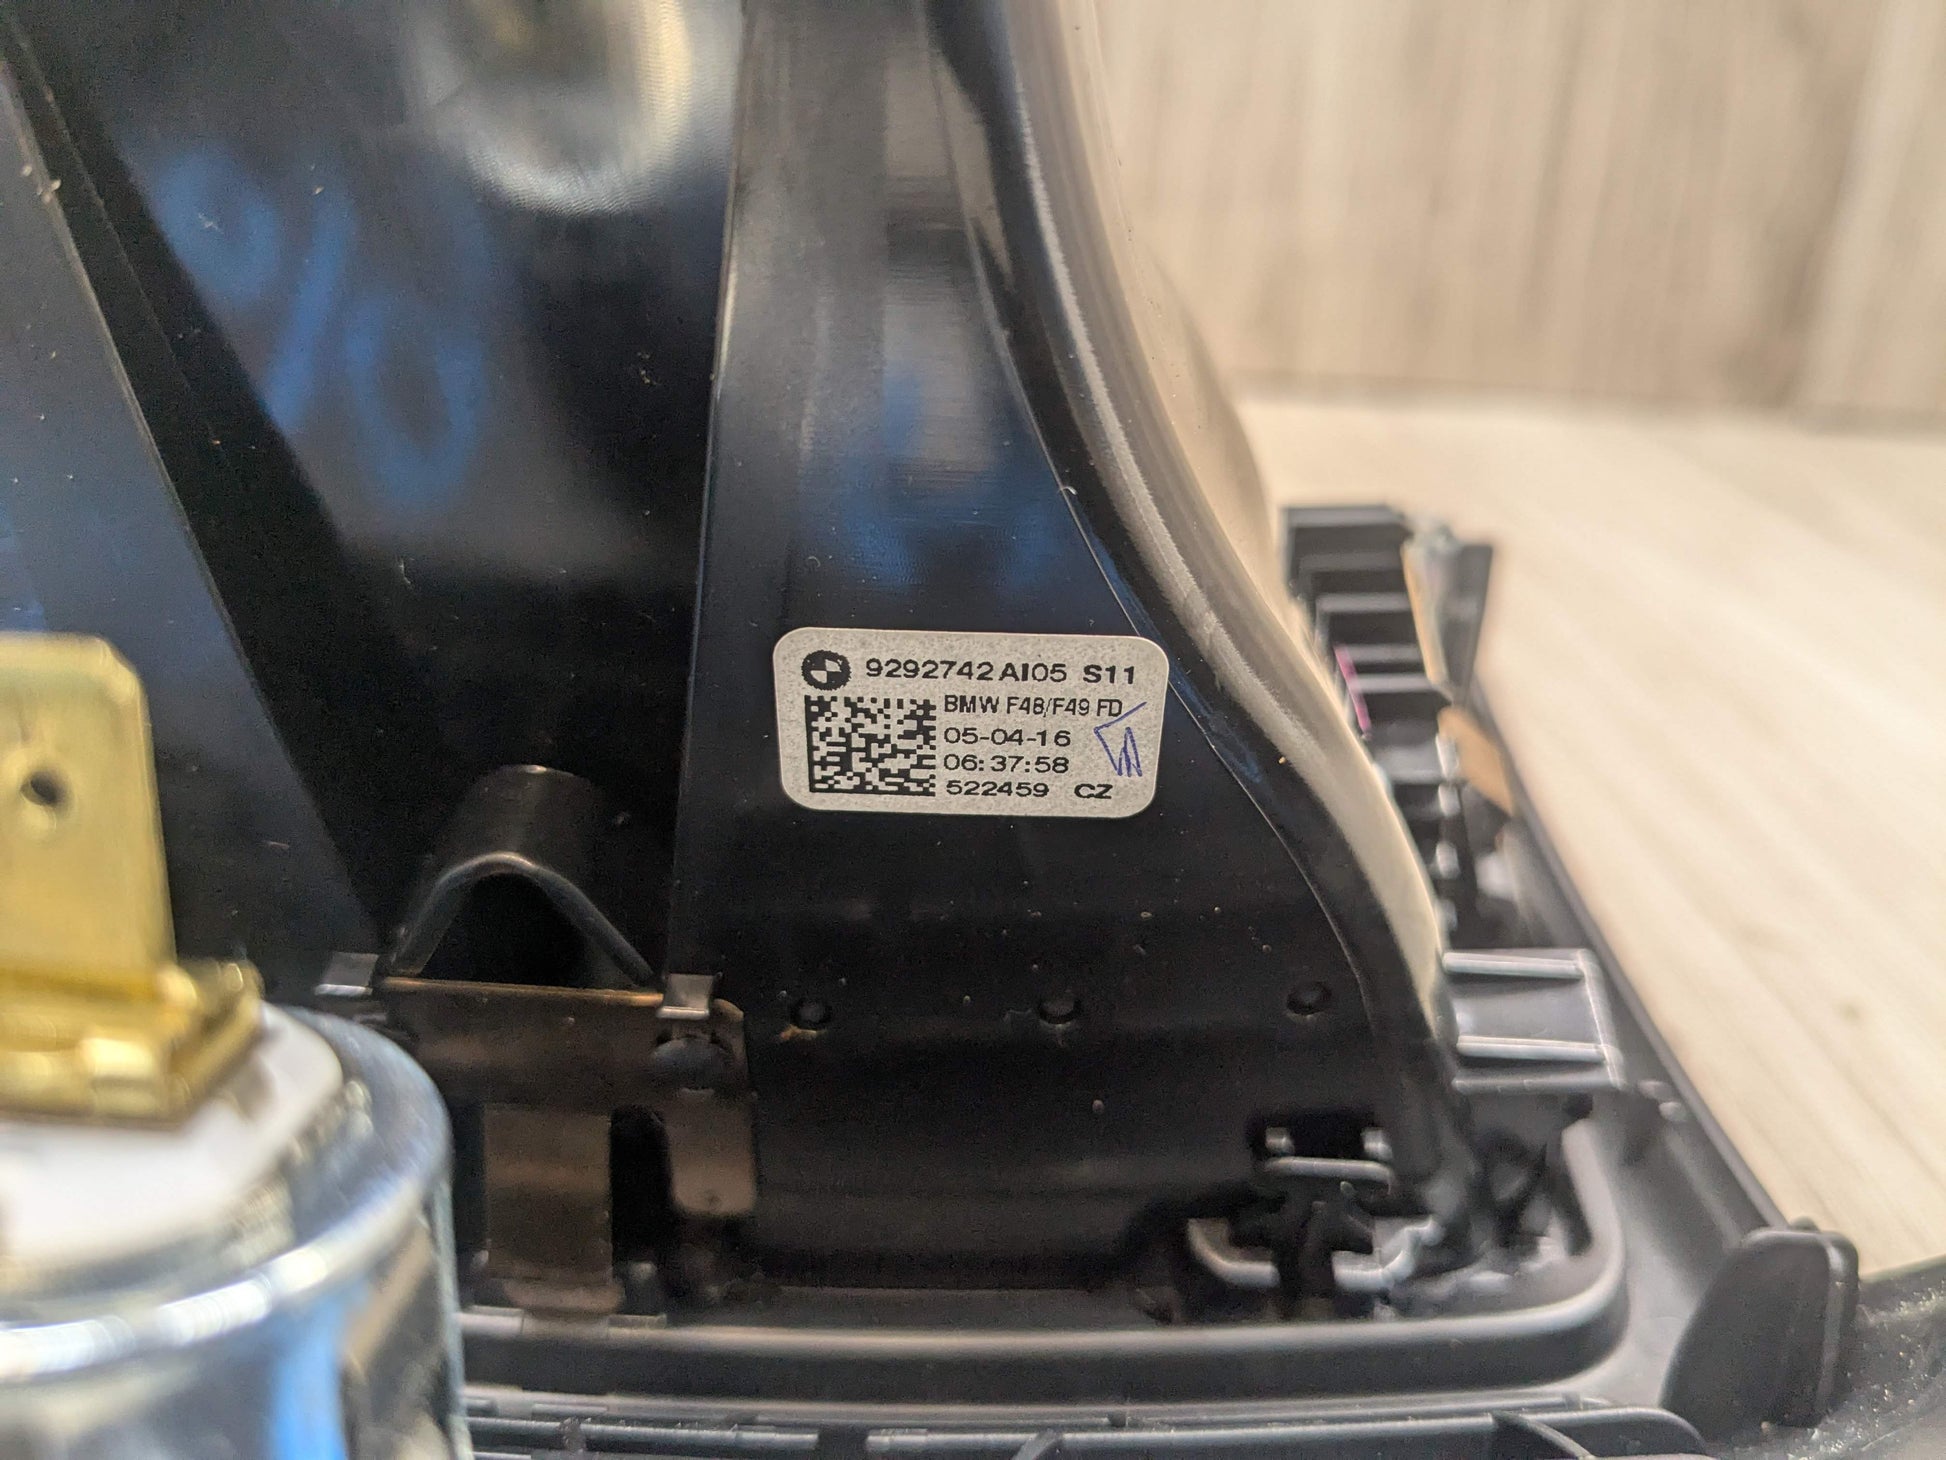 9292742 AI05 S11
BMW F48/F49 FD
05-04-16
06:37:58
522459 CZ